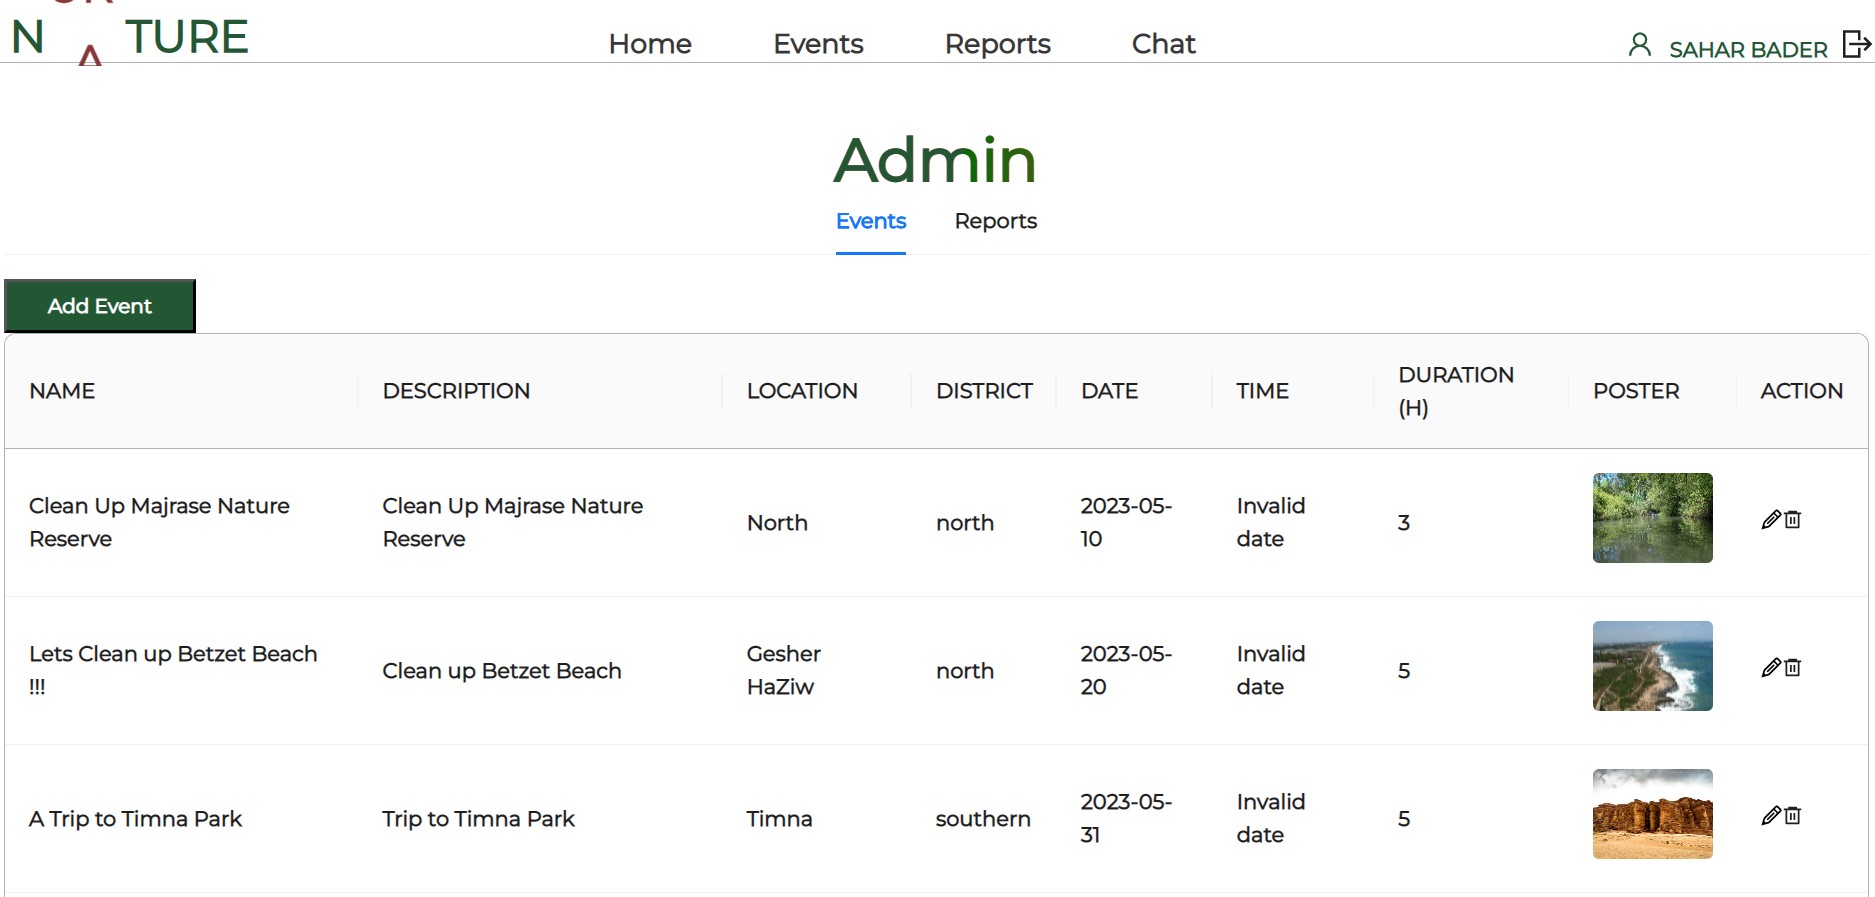 N A TURE
Home Events Reports Chat
SAHAR BADER
Admin
Events Reports
Add Event
NAME DESCRIPTION LOCATION DISTRICT DATE TIME DURATION (H) POSTER ACTION
Clean Up Majrase Nature
Reserve
Clean Up Majrase Nature
Reserve
North
north
2023-05-
10
Invalid
date
3
Lets Clean up Betzet Beach
!!!
Clean up Betzet Beach
Gesher
HaZiw
north
2023-05-
20
Invalid
date
5
A Trip to Timna Park
Trip to Timna Park
Timna
southern
2023-05-
31
Invalid
date
5